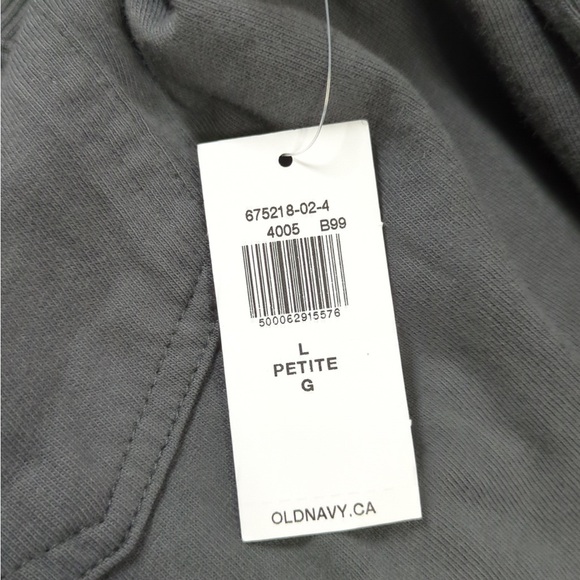 675218-02-4
4005 B99
500062915576
L
PETITE
G
OLDNAVY.CA